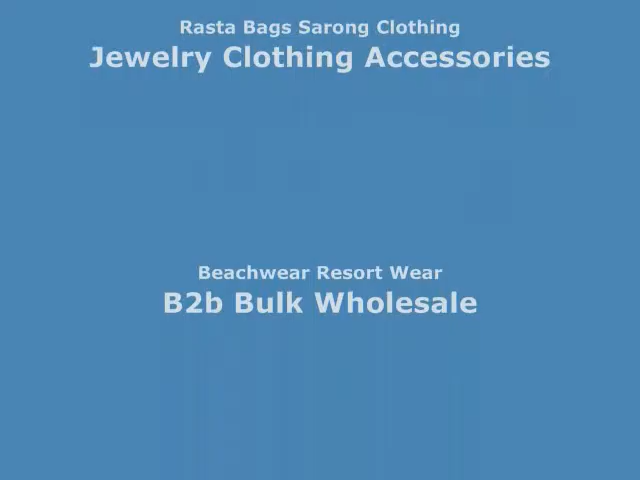 Rasta Bags Sarong Clothing
Jewelry Clothing Accessories
Beachwear Resort Wear
B2b Bulk Wholesale